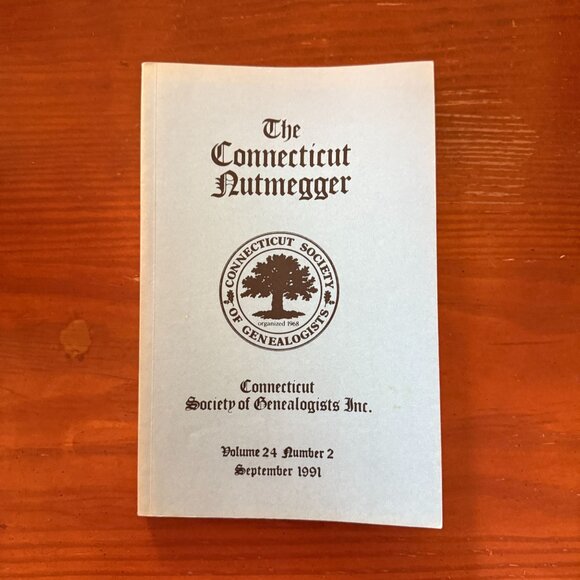 The
Connecticut
Nutmegger
CONNECTICUT SOCIETY
OF GENEALOGISTS
organized 1968
Connecticut
Society of Genealogists Inc.
Volume 24 Number 2
September 1991